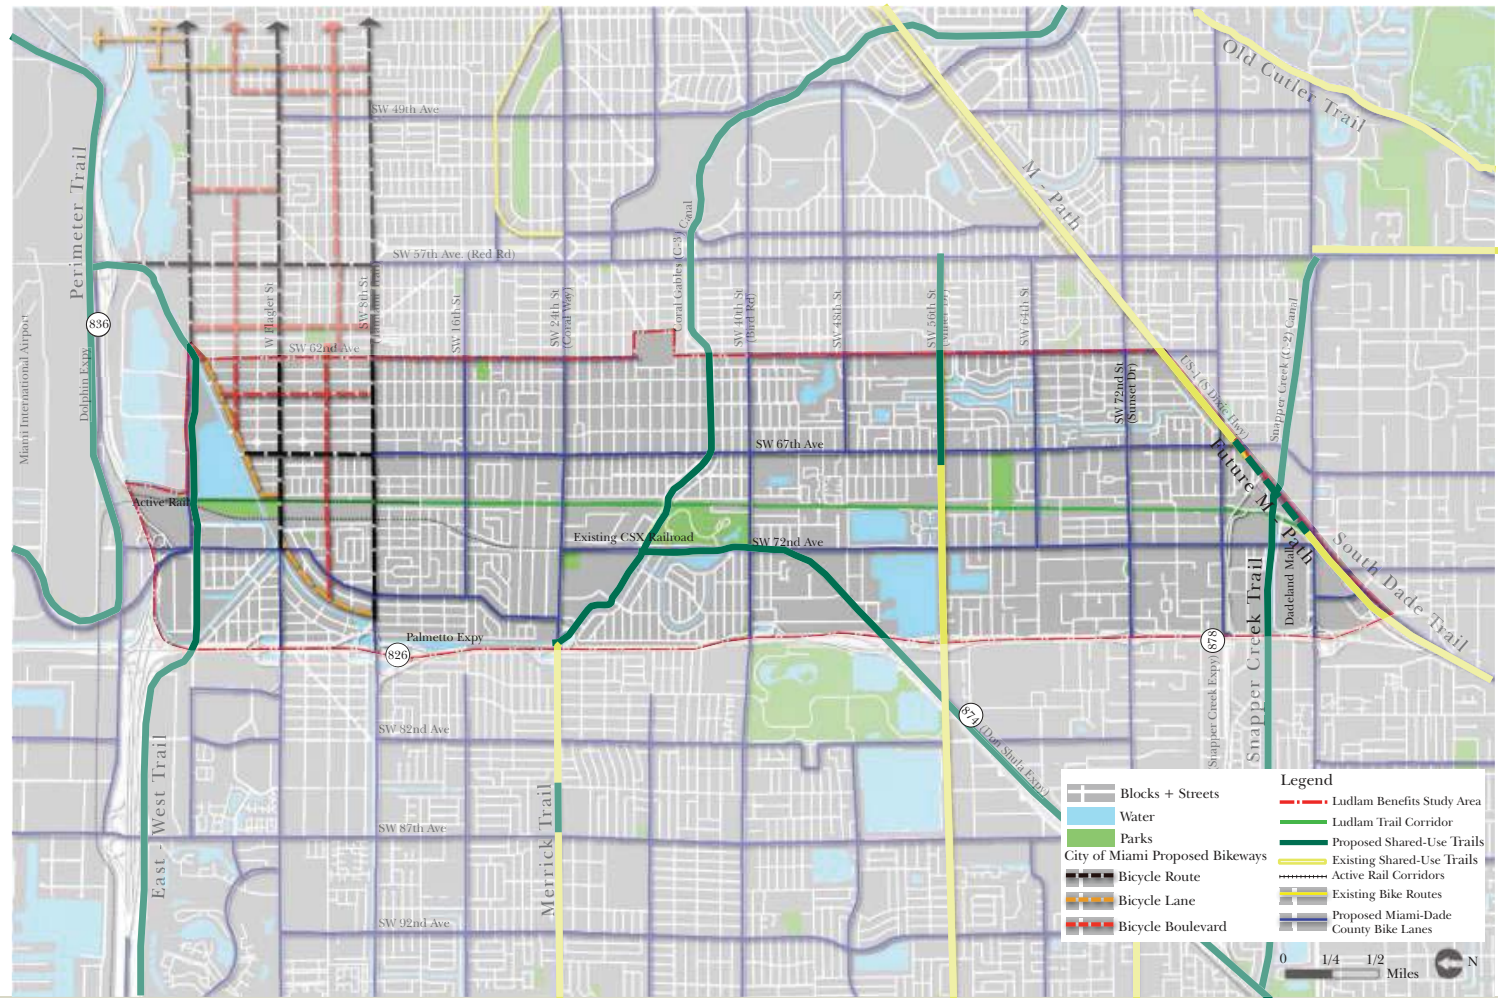 Old Cutler Trail
SW 49th Ave
Perimeter Trail
M - Path
SW 57th Ave. (Red Rd)
Coral Gables (C-3) Canal
W Flagler St
SW 8th St
SW 16th St
SW 24th St
(Coral Way)
SW 40th St
(Bird Rd)
SW 48th St
SW 56th St
SW 64th St
SW 72nd St
(Sunset Dr)
Snapper Creek (C-2) Canal
836
Miami International Airport
Dolphin Expy
SW 62nd Ave
US-1 (S Dixie Hwy)
SW 67th Ave
Future M - Path
Active Rail
Existing CSX Railroad
SW 72nd Ave
South Dade Trail
Dadeland Mall
Snapper Creek Trail
Palmetto Expy
826
878
Snapper Creek Expy)
874
(Don Shula Expy)
SW 82nd Ave
East - West Trail
Merrick Trail
SW 87th Ave
SW 92nd Ave
Blocks + Streets
Water
Parks
City of Miami Proposed Bikeways
Bicycle Route
Bicycle Lane
Bicycle Boulevard
Legend
Ludlam Benefits Study Area
Ludlam Trail Corridor
Proposed Shared-Use Trails
Existing Shared-Use Trails
Active Rail Corridors
Existing Bike Routes
Proposed Miami-Dade
County Bike Lanes
0 1/4 1/2
Miles
N